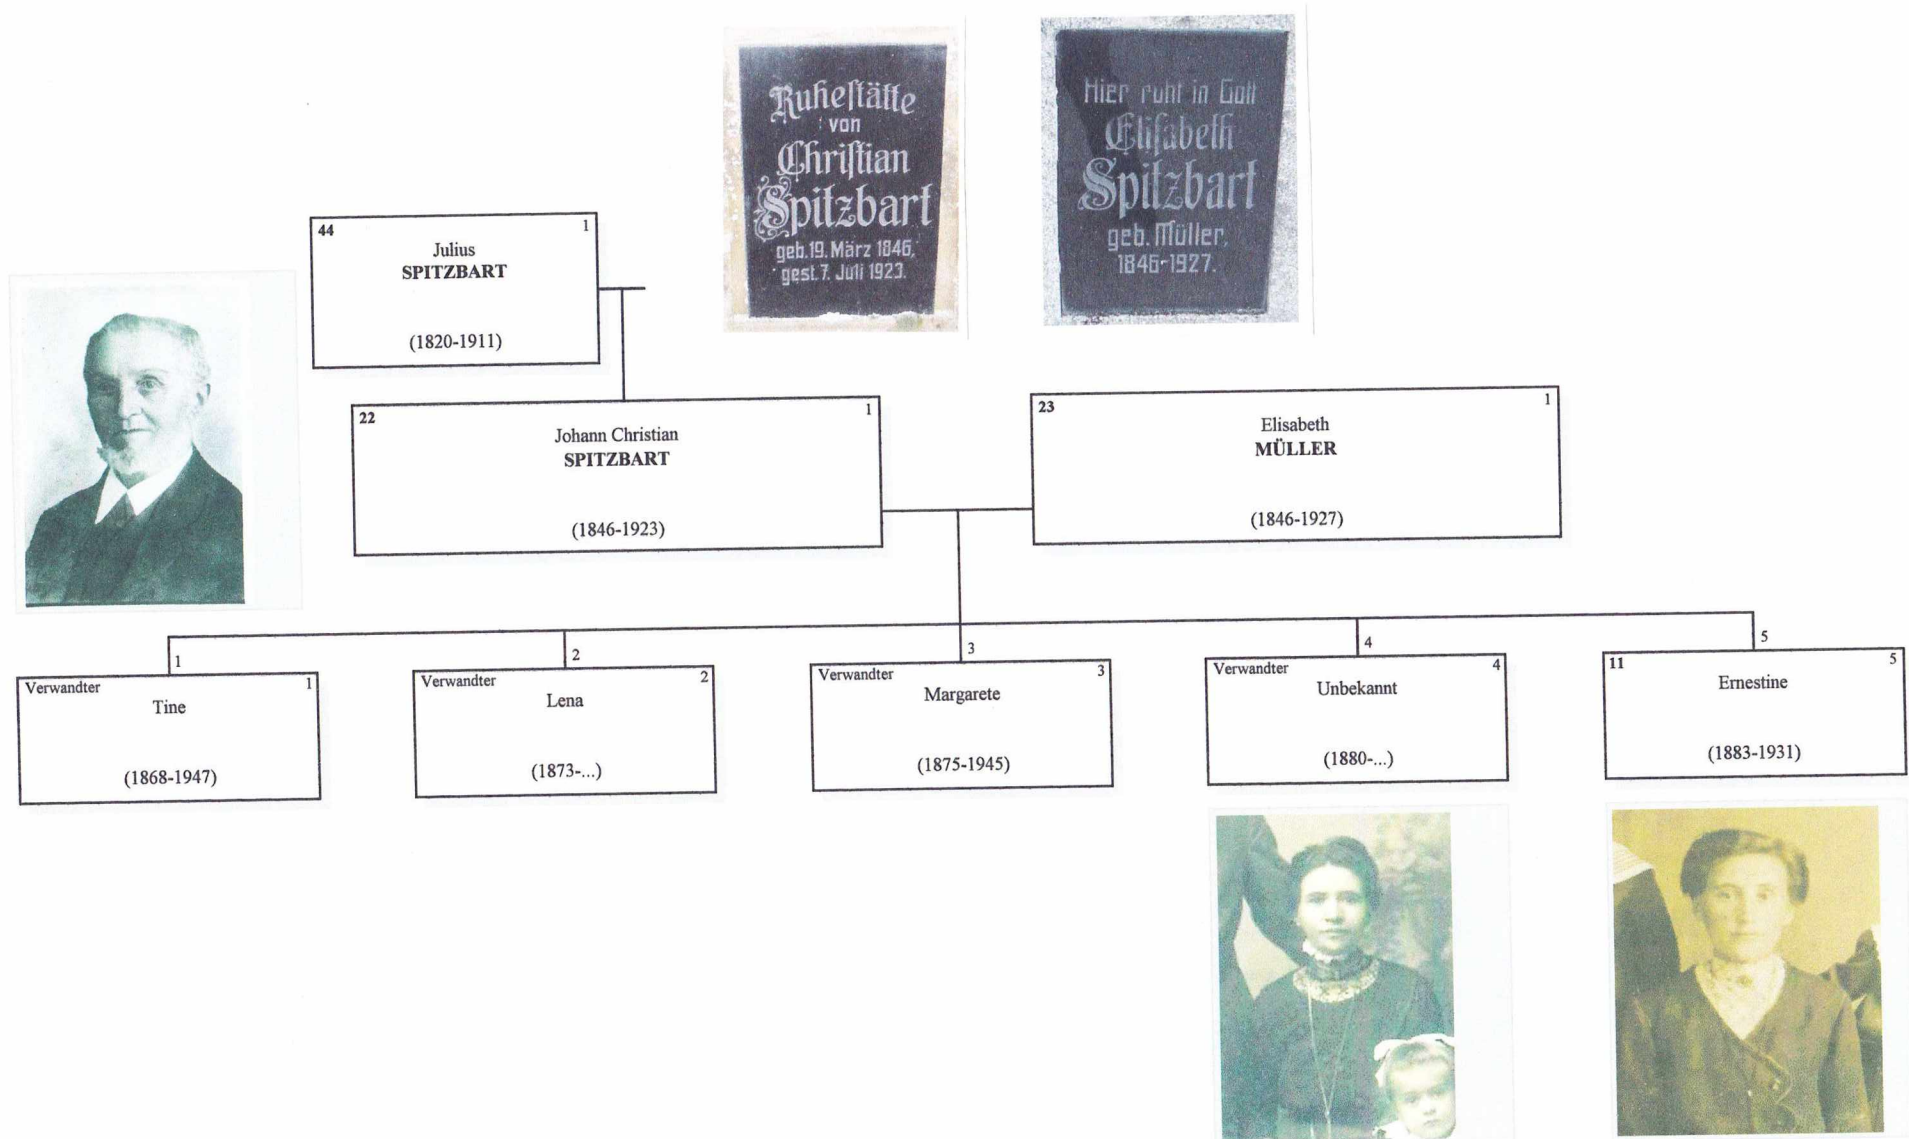 Ruheſtätte
von
Chriſtian
Spitzbart
geb. 19. März 1846,
gest. 7. Juli 1923.
Hier ruht in Gott
Eliſabeth
Spitzbart
geb. Müller,
1846-1927.
44 1
Julius
SPITZBART
(1820-1911)
22 1
Johann Christian
SPITZBART
(1846-1923)
23 1
Elisabeth
MÜLLER
(1846-1927)
1
Verwandter 1
Tine
(1868-1947)
2
Verwandter 2
Lena
(1873-...)
3
Verwandter 3
Margarete
(1875-1945)
4
Verwandter 4
Unbekannt
(1880-...)
5
11 5
Ernestine
(1883-1931)